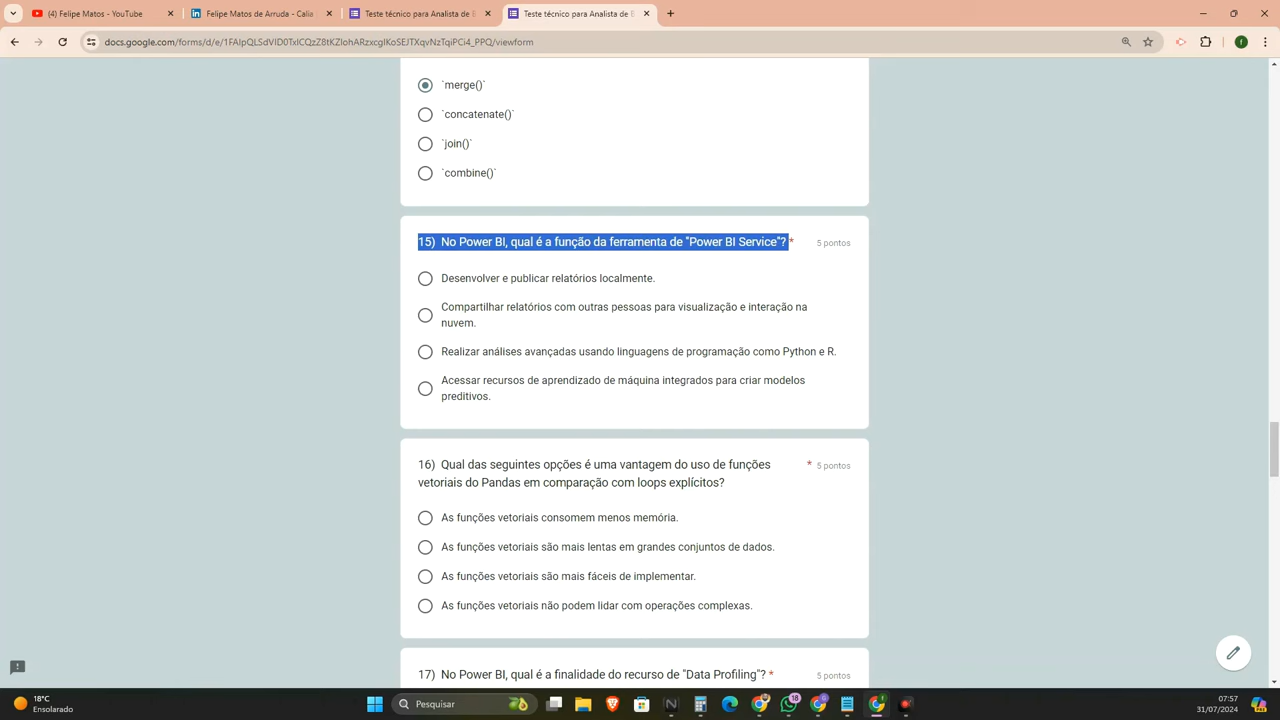 (4) Felipe Matos - YouTube
Felipe Matos de Arruda - Calia
Teste técnico para Analista de B
Teste técnico para Analista de B
docs.google.com/forms/d/e/1FAIpQLSdVID0TxICQzZ8tKZlohARzxcgIKoSEJTXqvNzTqiPCi4_PPQ/viewform
f
`merge()`
`concatenate()`
`join()`
`combine()`
15) No Power BI, qual é a função da ferramenta de "Power BI Service"? *
5 pontos
Desenvolver e publicar relatórios localmente.
Compartilhar relatórios com outras pessoas para visualização e interação na
nuvem.
Realizar análises avançadas usando linguagens de programação como Python e R.
Acessar recursos de aprendizado de máquina integrados para criar modelos
preditivos.
16) Qual das seguintes opções é uma vantagem do uso de funções
vetoriais do Pandas em comparação com loops explícitos?
* 5 pontos
As funções vetoriais consomem menos memória.
As funções vetoriais são mais lentas em grandes conjuntos de dados.
As funções vetoriais são mais fáceis de implementar.
As funções vetoriais não podem lidar com operações complexas.
17) No Power BI, qual é a finalidade do recurso de "Data Profiling"? *
5 pontos
18°C
Ensolarado
Pesquisar
18
07:57
31/07/2024